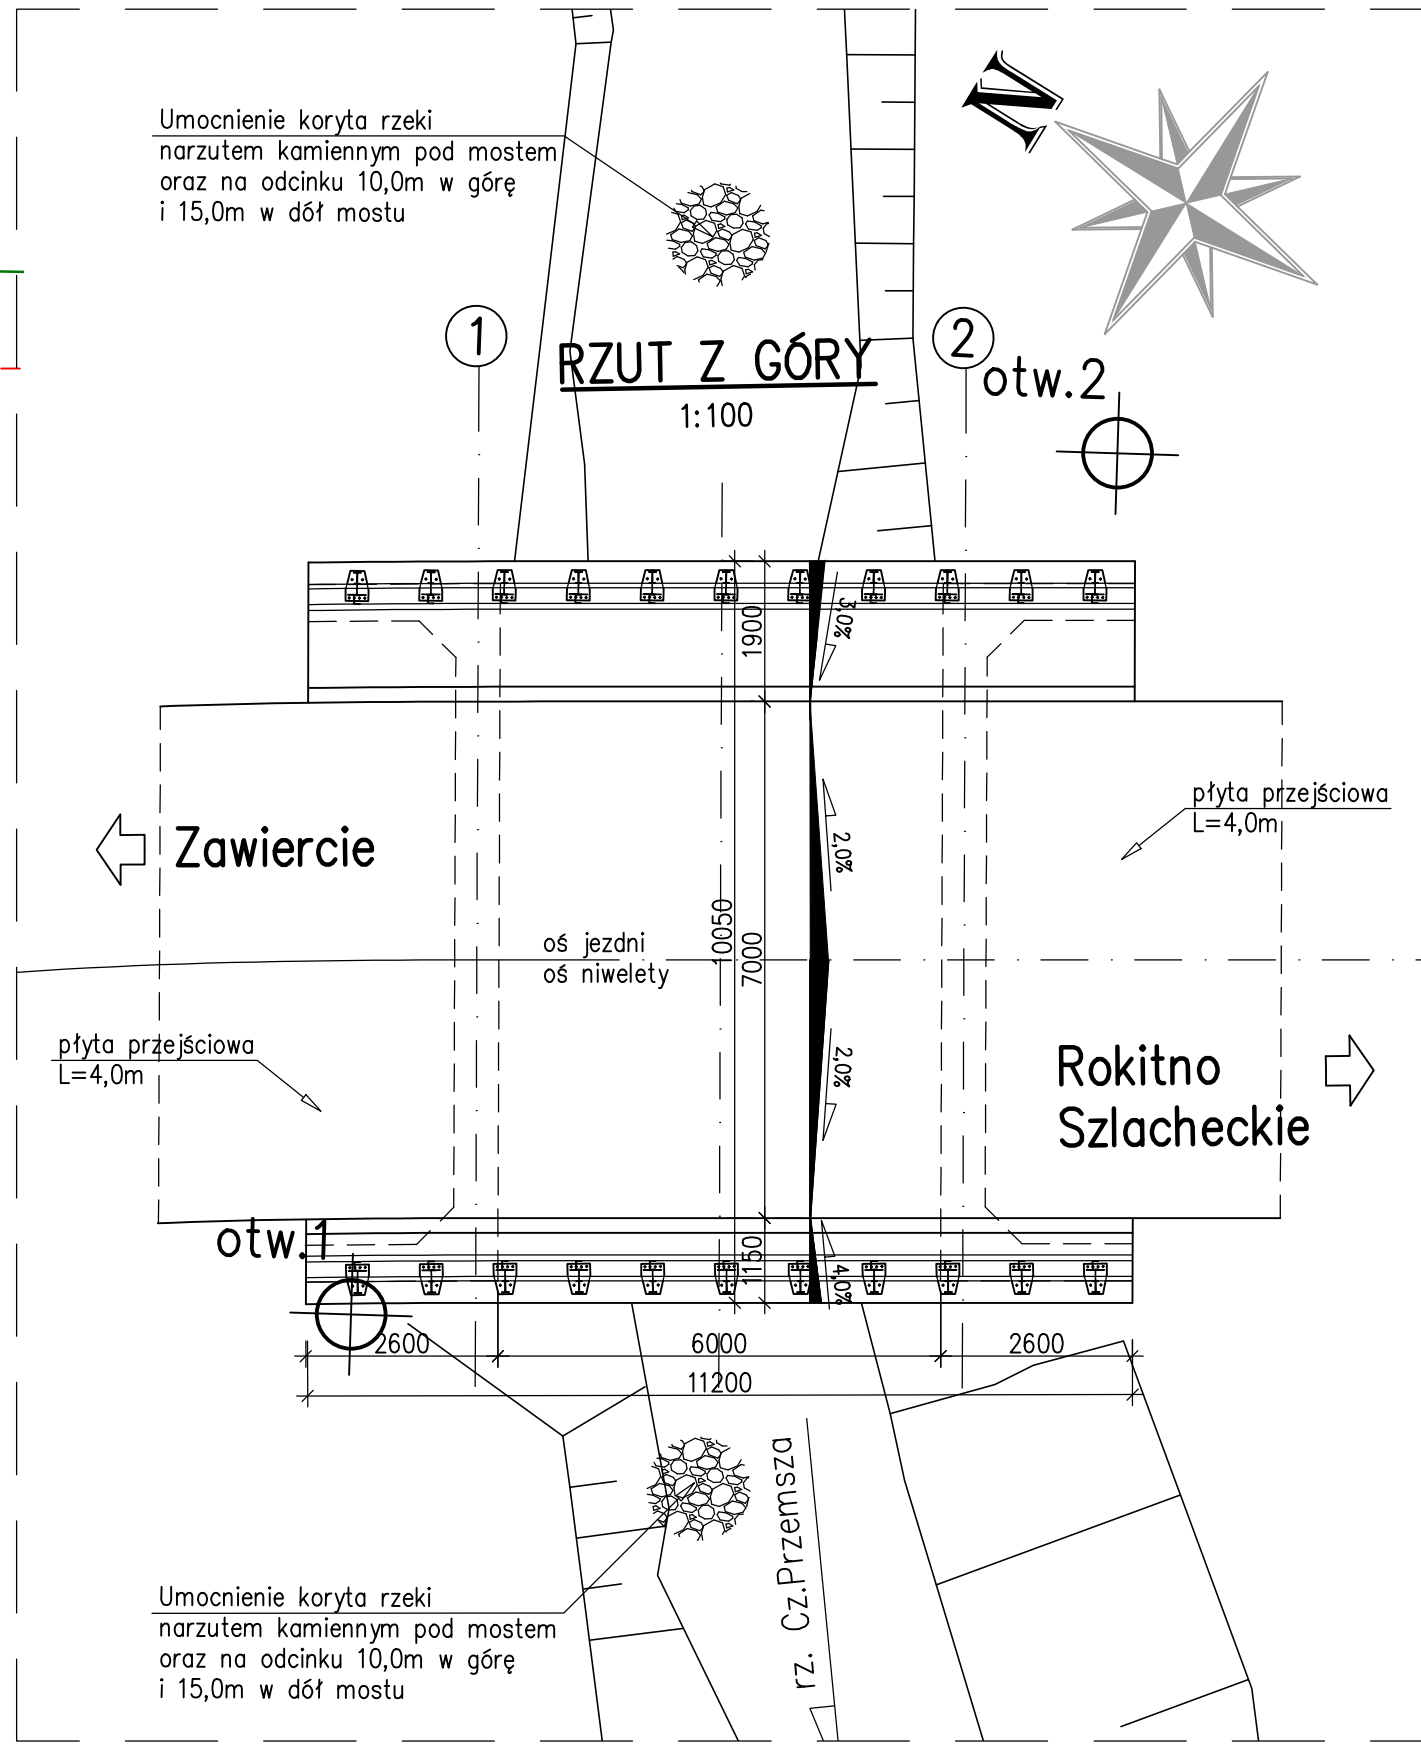 N
Umocnienie koryta rzeki
narzutem kamiennym pod mostem
oraz na odcinku 10,0m w górę
i 15,0m w dół mostu
1
RZUT Z GÓRY
1:100
2
otw.2
1900
3,0%
płyta przejściowa
L=4,0m
Zawiercie
2,0%
10050
7000
oś jezdni
oś niwelety
płyta przejściowa
L=4,0m
2,0%
Rokitno
Szlacheckie
otw.1
1150
4,0%
2600
6000
2600
11200
rz. Cz.Przemsza
Umocnienie koryta rzeki
narzutem kamiennym pod mostem
oraz na odcinku 10,0m w górę
i 15,0m w dół mostu